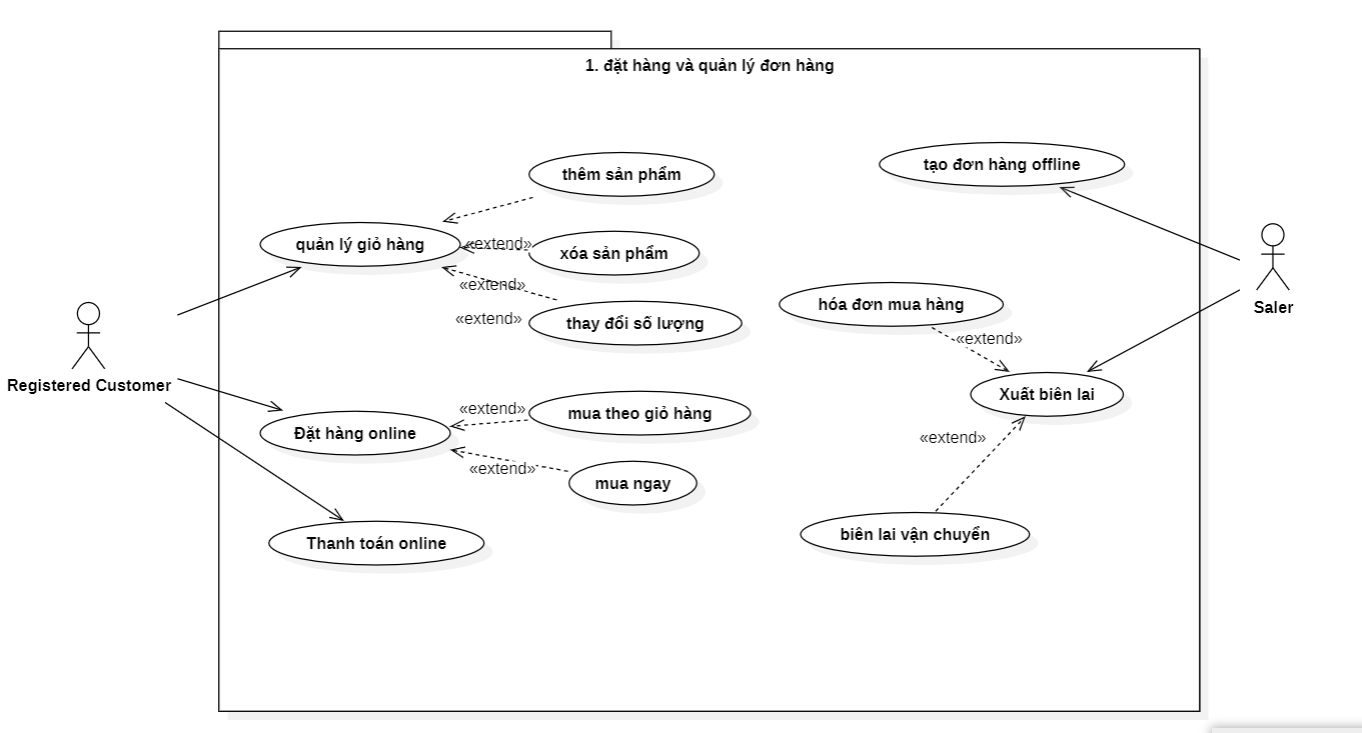 1. đặt hàng và quản lý đơn hàng
thêm sản phẩm
tạo đơn hàng offline
quản lý giỏ hàng
«extend»
xóa sản phẩm
«extend»
«extend»
thay đổi số lượng
hóa đơn mua hàng
«extend»
Saler
Registered Customer
Xuất biên lai
«extend»
mua theo giỏ hàng
Đặt hàng online
«extend»
«extend»
mua ngay
Thanh toán online
biên lai vận chuyển